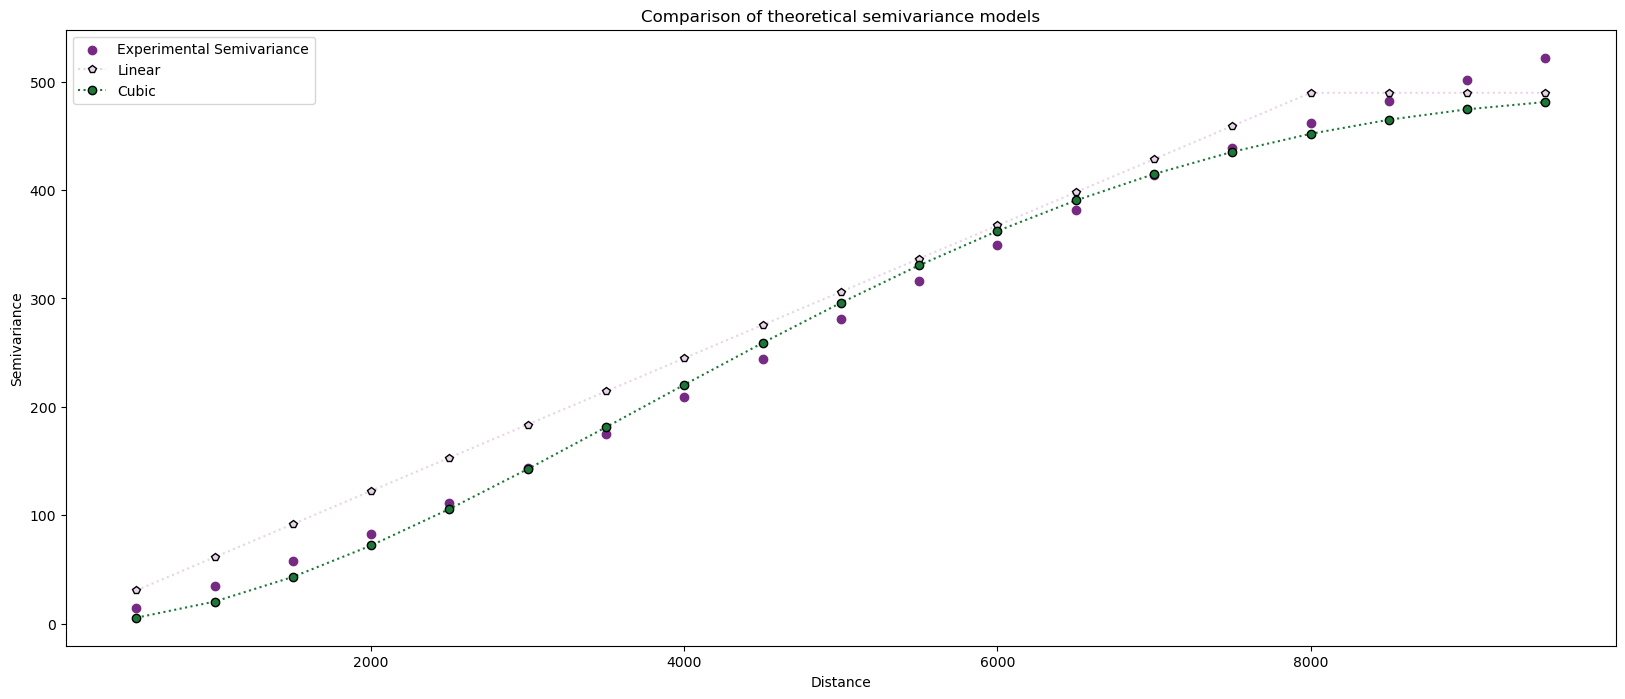 Comparison of theoretical semivariance models
Experimental Semivariance
Linear
Cubic
500
400
300
200
100
0
Semivariance
2000
4000
6000
8000
Distance